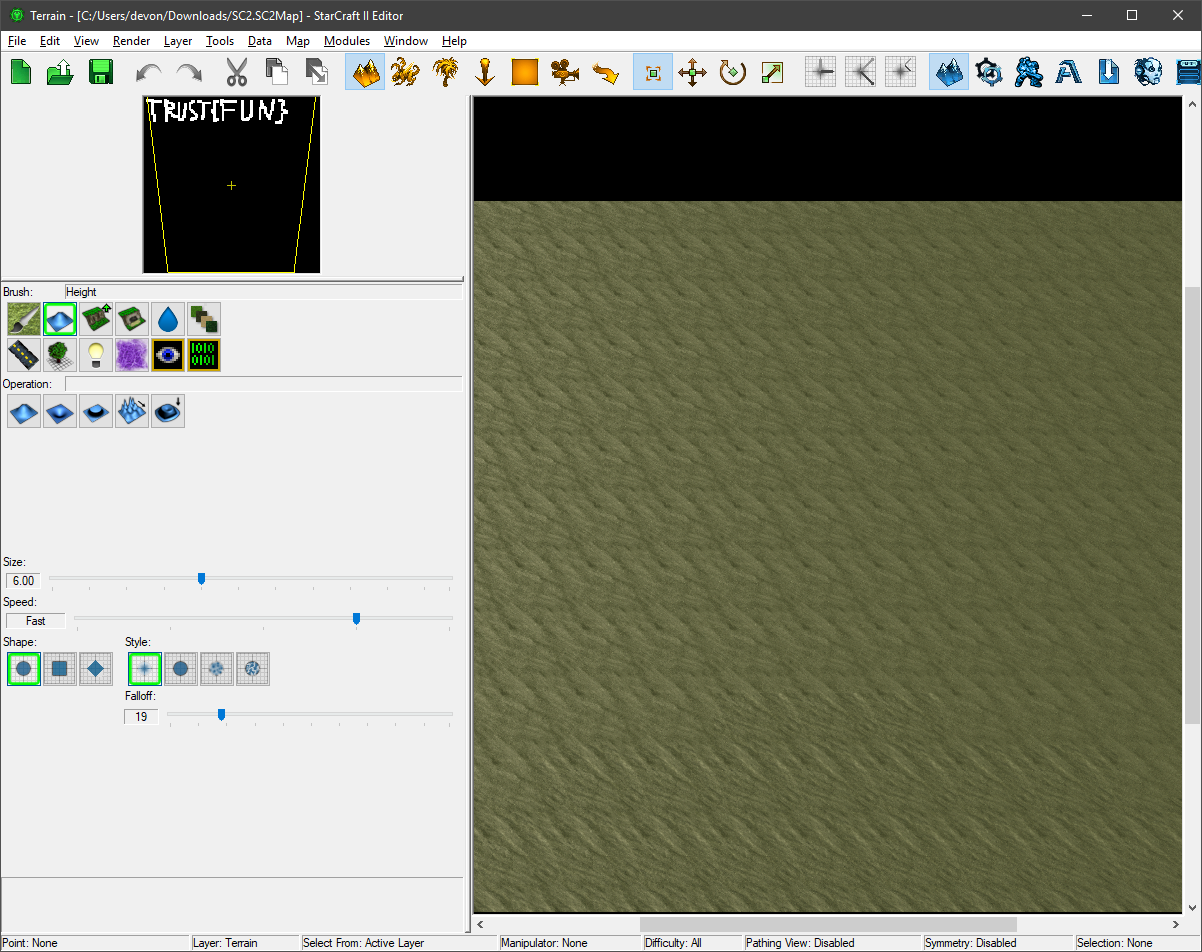 Terrain - [C:/Users/devon/Downloads/SC2.SC2Map] - StarCraft II Editor
File Edit View Render Layer Tools Data Map Modules Window Help
TRUST{FUN}
Brush: Height
1010
0101
Operation:
Size:
6.00
Speed:
Fast
Shape: Style:
Falloff:
19
Point: None Layer: Terrain Select From: Active Layer Manipulator: None Difficulty: All Pathing View: Disabled Symmetry: Disabled Selection: None